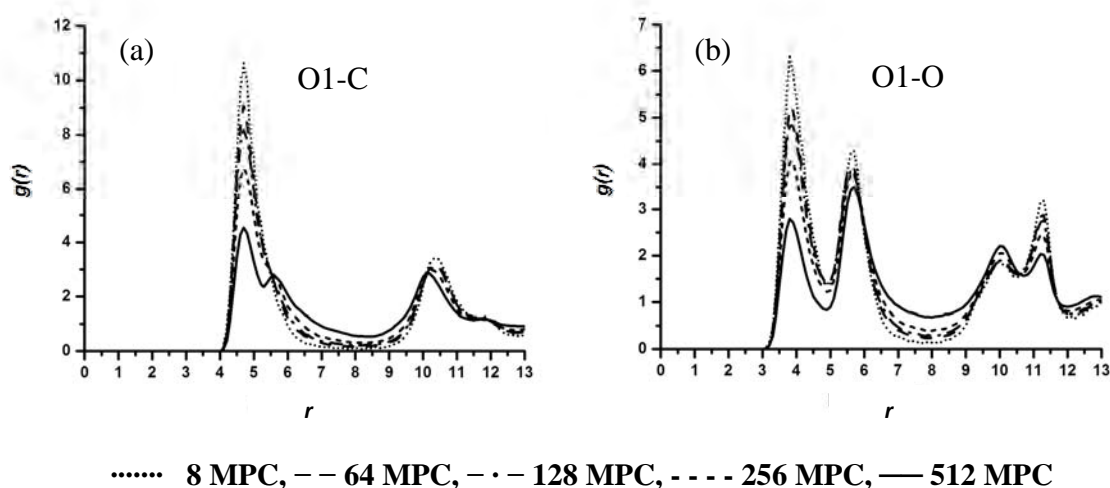 (a)
O1-C
g(r)
12
10
8
6
4
2
0
0 1 2 3 4 5 6 7 8 9 10 11 12 13
r
(b)
O1-O
g(r)
7
6
5
4
3
2
1
0
0 1 2 3 4 5 6 7 8 9 10 11 12 13
r
8 MPC, 64 MPC, 128 MPC, 256 MPC, 512 MPC